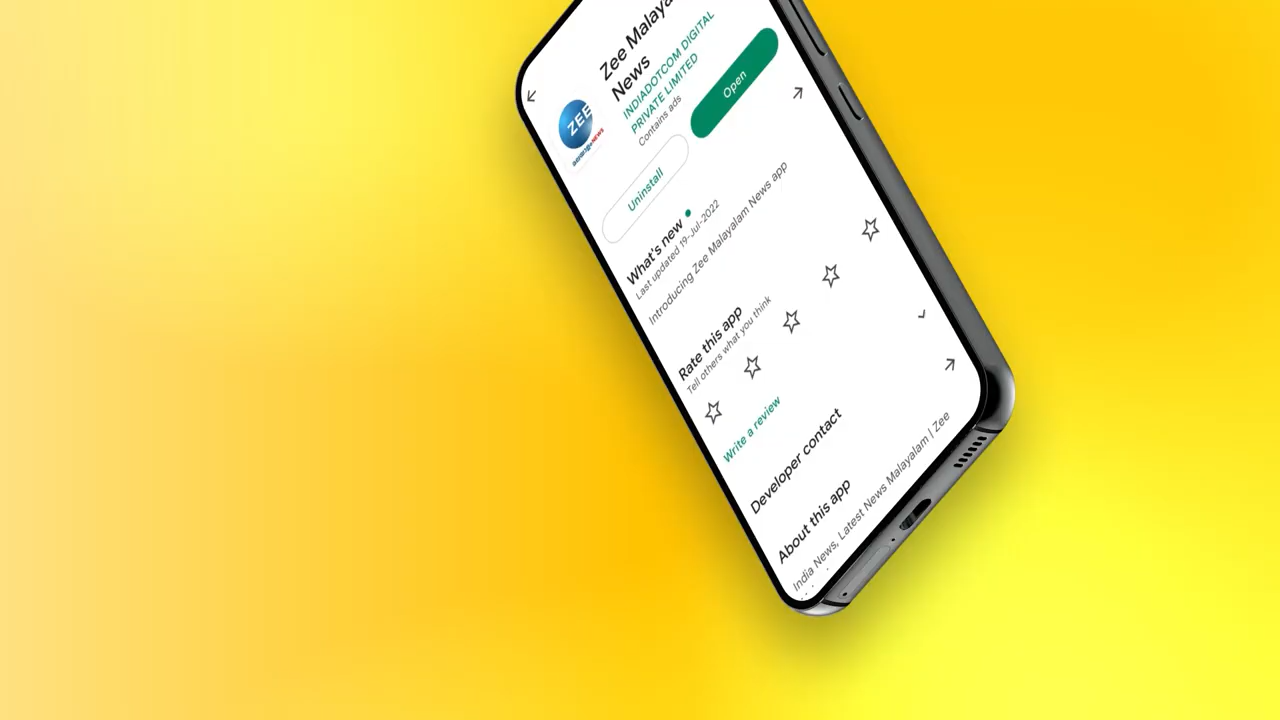 Zee Malaya
News
INDIADOTCOM DIGITAL
PRIVATE LIMITED
Contains ads
ZEE
NEWS
Uninstall
Open
What's new
Last updated 19-Jul-2022
Introducing Zee Malayalam News app
Rate this app
Tell others what you think
Write a review
Developer contact
About this app
India News, Latest News Malayalam | Zee